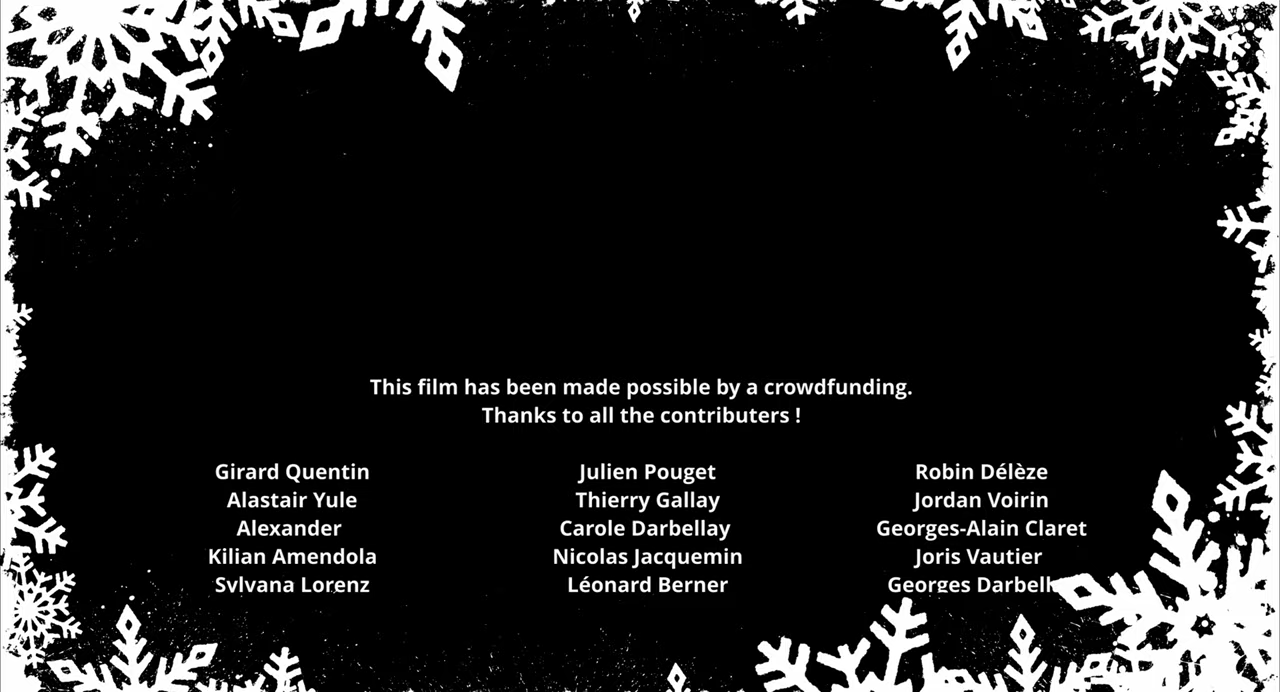 This film has been made possible by a crowdfunding.
Thanks to all the contributers !
Girard Quentin Julien Pouget Robin Délèze
Alastair Yule Thierry Gallay Jordan Voirin
Alexander Carole Darbellay Georges-Alain Claret
Kilian Amendola Nicolas Jacquemin Joris Vautier
Sylvana Lorenz Léonard Berner Georges